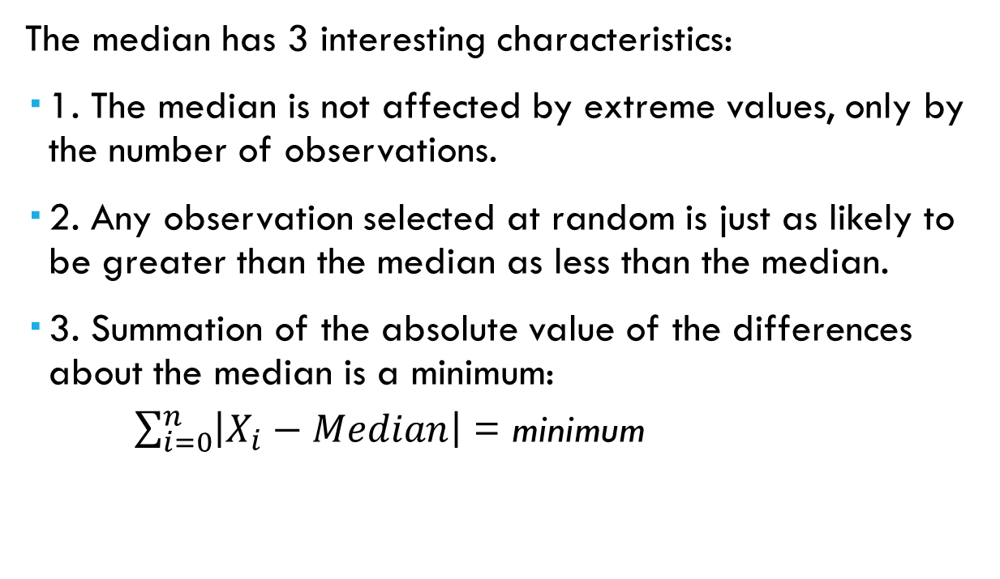 The median has 3 interesting characteristics:
▪ 1. The median is not affected by extreme values, only by
the number of observations.
▪ 2. Any observation selected at random is just as likely to
be greater than the median as less than the median.
▪ 3. Summation of the absolute value of the differences
about the median is a minimum:
∑ⁿᵢ₌₀|Xᵢ − Median| = minimum